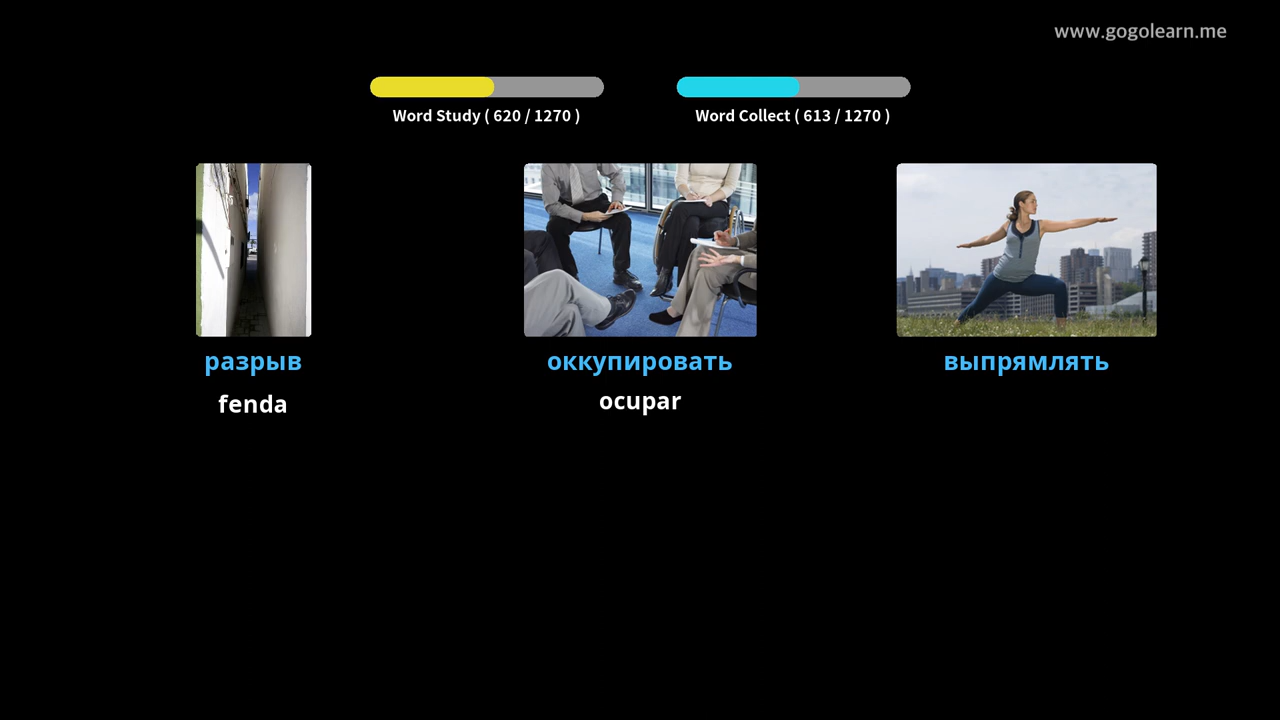 www.gogolearn.me
Word Study ( 620 / 1270 )
Word Collect ( 613 / 1270 )
разрыв
оккупировать
выпрямлять
fenda
ocupar